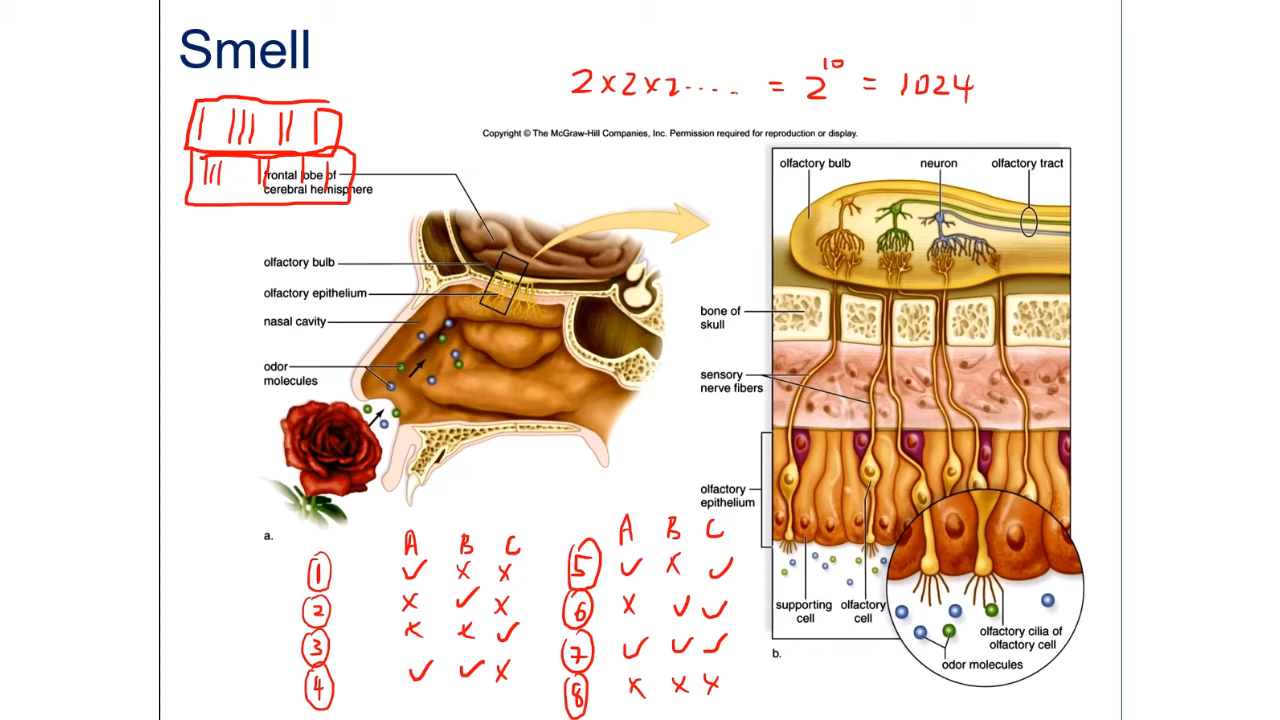 Smell
2 x 2 x 2 ..... = 2^10 = 1024
Copyright © The McGraw-Hill Companies, Inc. Permission required for reproduction or display.
frontal lobe of
cerebral hemisphere
olfactory bulb
olfactory epithelium
nasal cavity
odor
molecules
a.
olfactory bulb
neuron
olfactory tract
bone of
skull
sensory
nerve fibers
olfactory
epithelium
supporting
cell
olfactory
cell
olfactory cilia of
olfactory cell
odor molecules
b.
A B C
1 ✓ x x
2 x ✓ x
3 x x ✓
4 ✓ ✓ x
A B C
5 ✓ x ✓
6 x ✓ ✓
7 ✓ ✓ ✓
8 x x x